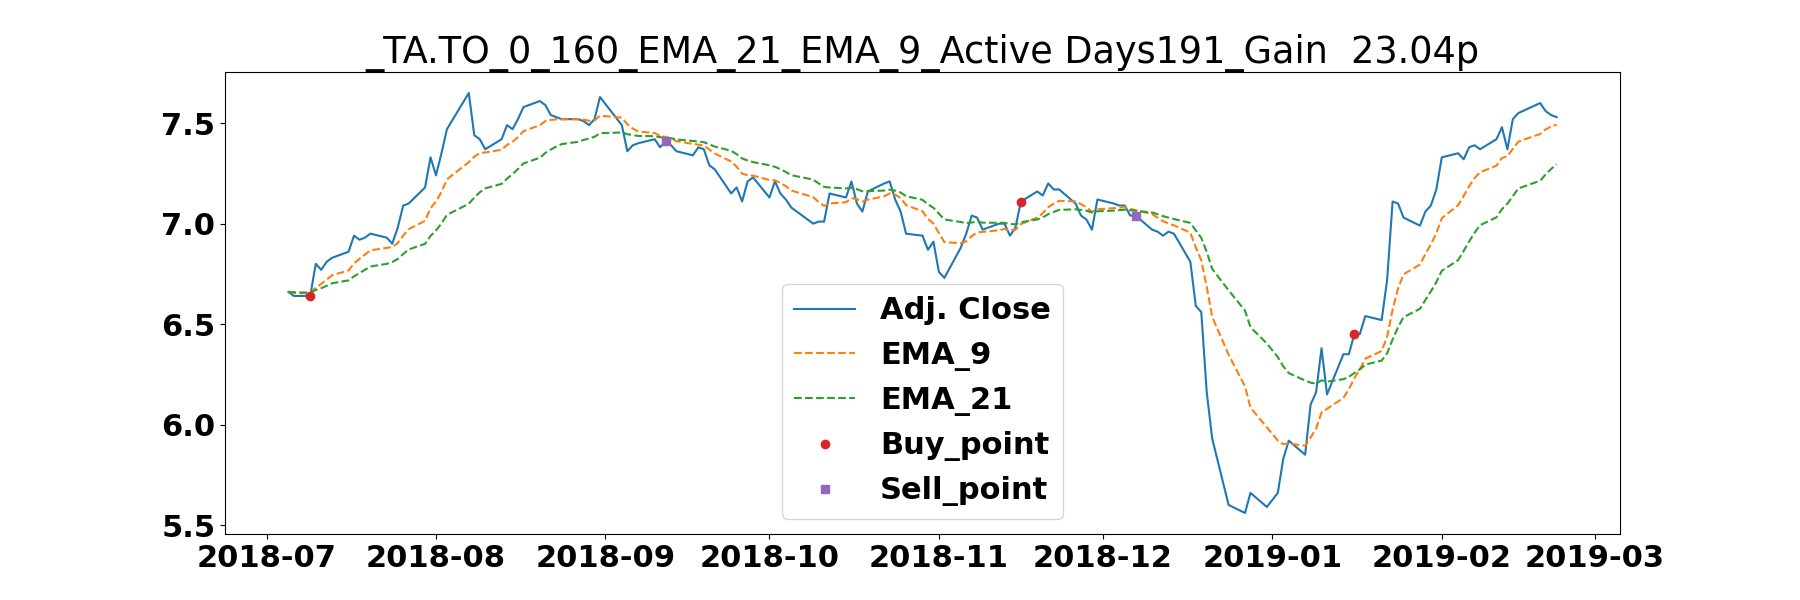 _TA.TO_0_160_EMA_21_EMA_9_Active Days191_Gain  23.04p
7.5
7.0
6.5
6.0
5.5
Adj. Close
EMA_9
EMA_21
Buy_point
Sell_point
2018-07 2018-08 2018-09 2018-10 2018-11 2018-12 2019-01 2019-02 2019-03